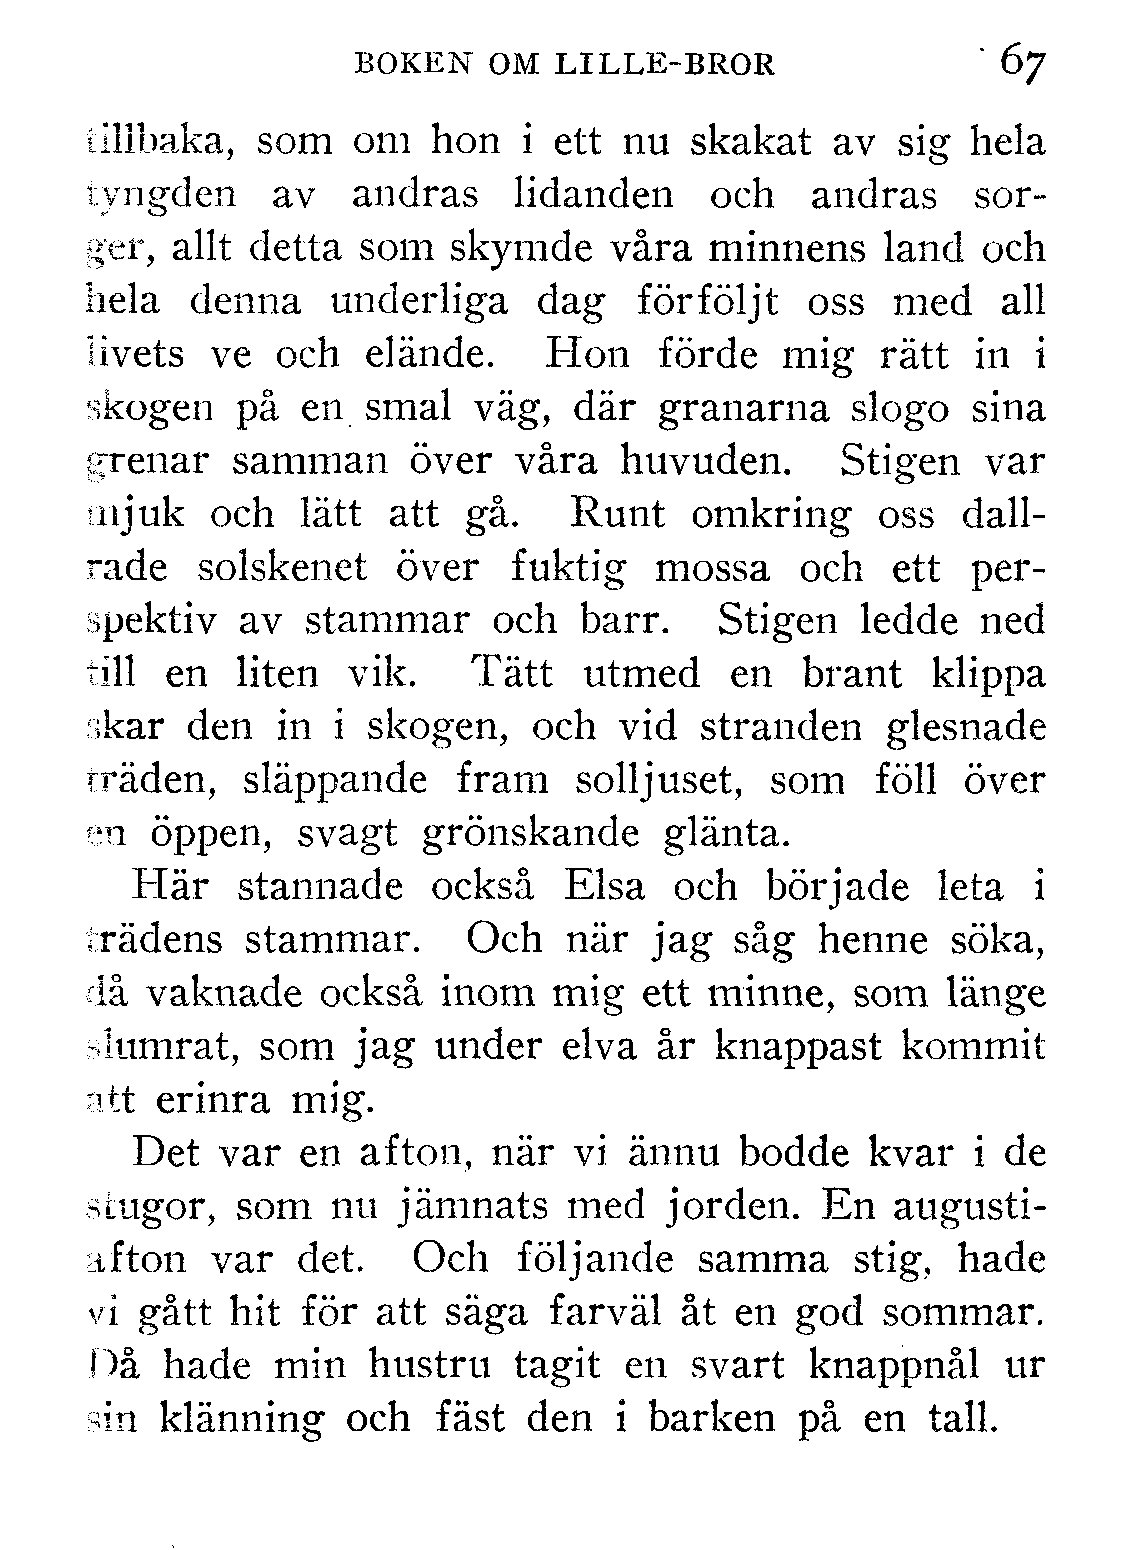 BOKEN OM LILLE-BROR 67
tillbaka, som om hon i ett nu skakat av sig hela
tyngden av andras lidanden och andras sor-
ger, allt detta som skymde våra minnens land och
hela denna underliga dag förföljt oss med all
livets ve och elände. Hon förde mig rätt in i
skogen på en smal väg, där granarna slogo sina
grenar samman över våra huvuden. Stigen var
mjuk och lätt att gå. Runt omkring oss dall-
rade solskenet över fuktig mossa och ett per-
spektiv av stammar och barr. Stigen ledde ned
till en liten vik. Tätt utmed en brant klippa
skar den in i skogen, och vid stranden glesnade
träden, släppande fram solljuset, som föll över
en öppen, svagt grönskande glänta.
Här stannade också Elsa och började leta i
trädens stammar. Och när jag såg henne söka,
då vaknade också inom mig ett minne, som länge
slumrat, som jag under elva år knappast kommit
att erinra mig.
Det var en afton, när vi ännu bodde kvar i de
stugor, som nu jämnats med jorden. En augusti-
afton var det. Och följande samma stig, hade
vi gått hit för att säga farväl åt en god sommar.
Då hade min hustru tagit en svart knappnål ur
sin klänning och fäst den i barken på en tall.